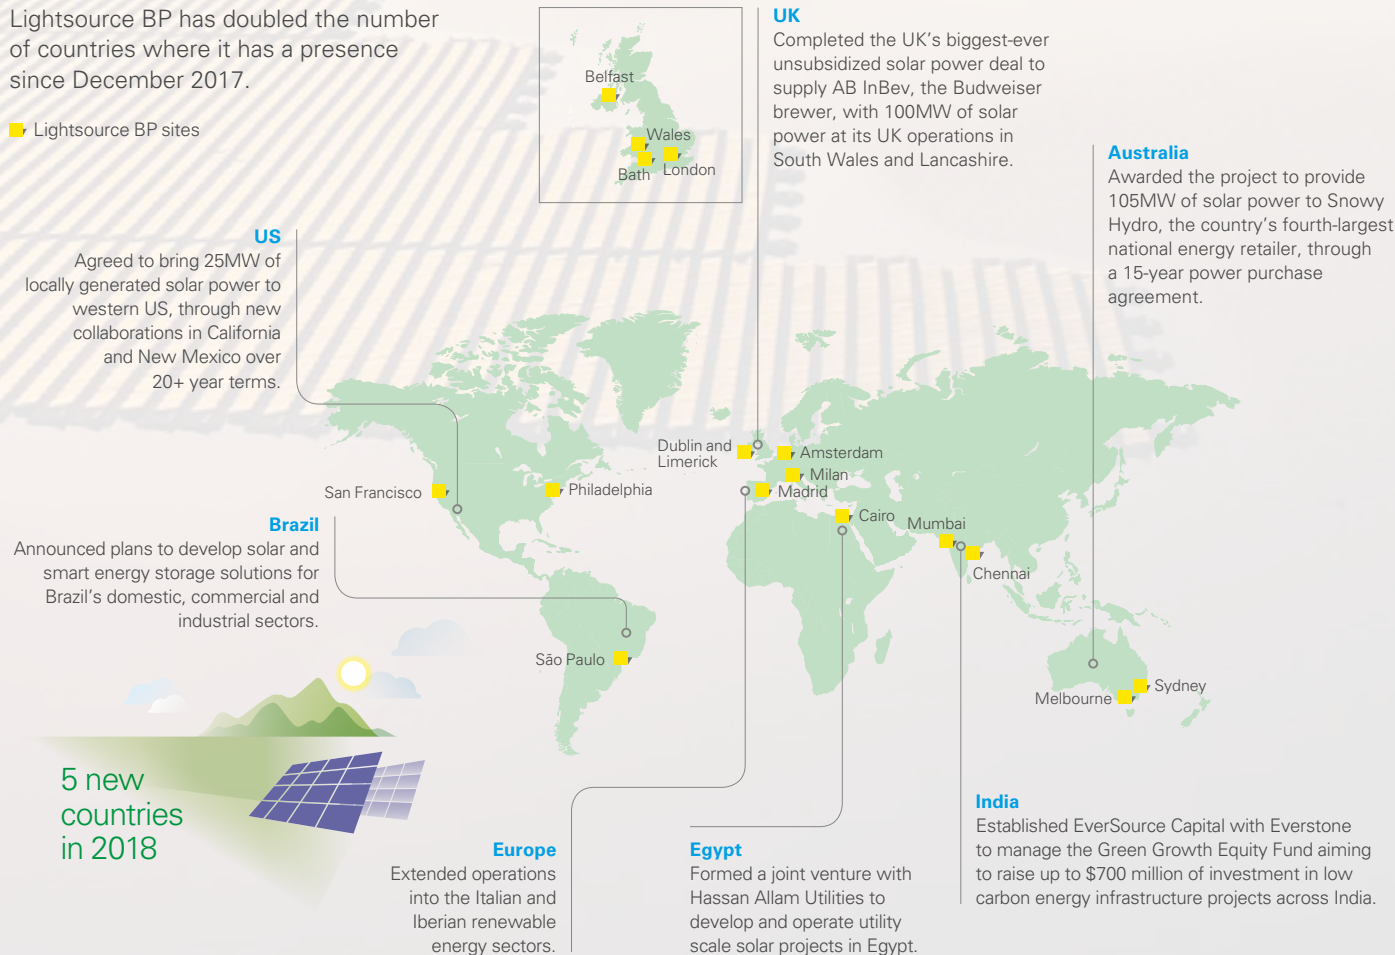 Lightsource BP has doubled the number
of countries where it has a presence
since December 2017.
Lightsource BP sites
Belfast
Wales
Bath
London
UK
Completed the UK's biggest-ever
unsubsidized solar power deal to
supply AB InBev, the Budweiser
brewer, with 100MW of solar
power at its UK operations in
South Wales and Lancashire.
Australia
Awarded the project to provide
105MW of solar power to Snowy
Hydro, the country's fourth-largest
national energy retailer, through
a 15-year power purchase
agreement.
US
Agreed to bring 25MW of
locally generated solar power to
western US, through new
collaborations in California
and New Mexico over
20+ year terms.
Dublin and
Limerick
Amsterdam
Milan
Madrid
San Francisco
Philadelphia
Cairo
Mumbai
Chennai
Brazil
Announced plans to develop solar and
smart energy storage solutions for
Brazil's domestic, commercial and
industrial sectors.
São Paulo
Melbourne
Sydney
5 new
countries
in 2018
Europe
Extended operations
into the Italian and
Iberian renewable
energy sectors.
Egypt
Formed a joint venture with
Hassan Allam Utilities to
develop and operate utility
scale solar projects in Egypt.
India
Established EverSource Capital with Everstone
to manage the Green Growth Equity Fund aiming
to raise up to $700 million of investment in low
carbon energy infrastructure projects across India.